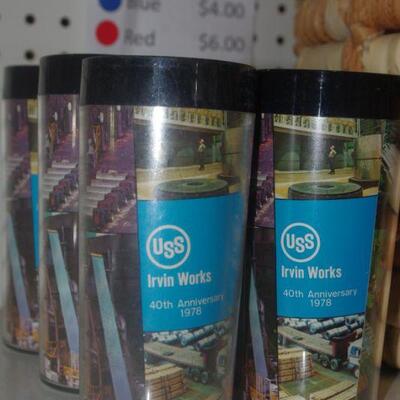 Blue $4.00
Red $6.00
USS
Irvin Works
40th Anniversary
1978
USS
Irvin Works
40th Anniversary
1978